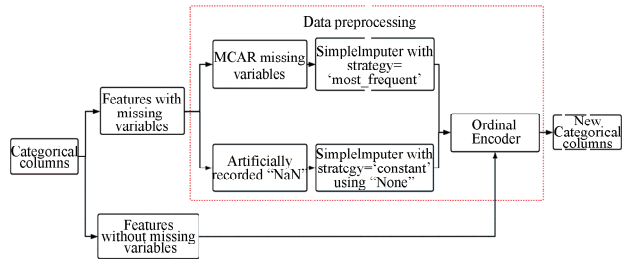 Data preprocessing
MCAR missing
variables
SimpleImputer with
strategy=
‘most_frequent’
Features with
missing
variables
Categorical
columns
Artificially
recorded “NaN”
SimpleImputer with
strategy=‘constant’
using “None”
Ordinal
Encoder
New
Categorical
columns
Features
without missing
variables